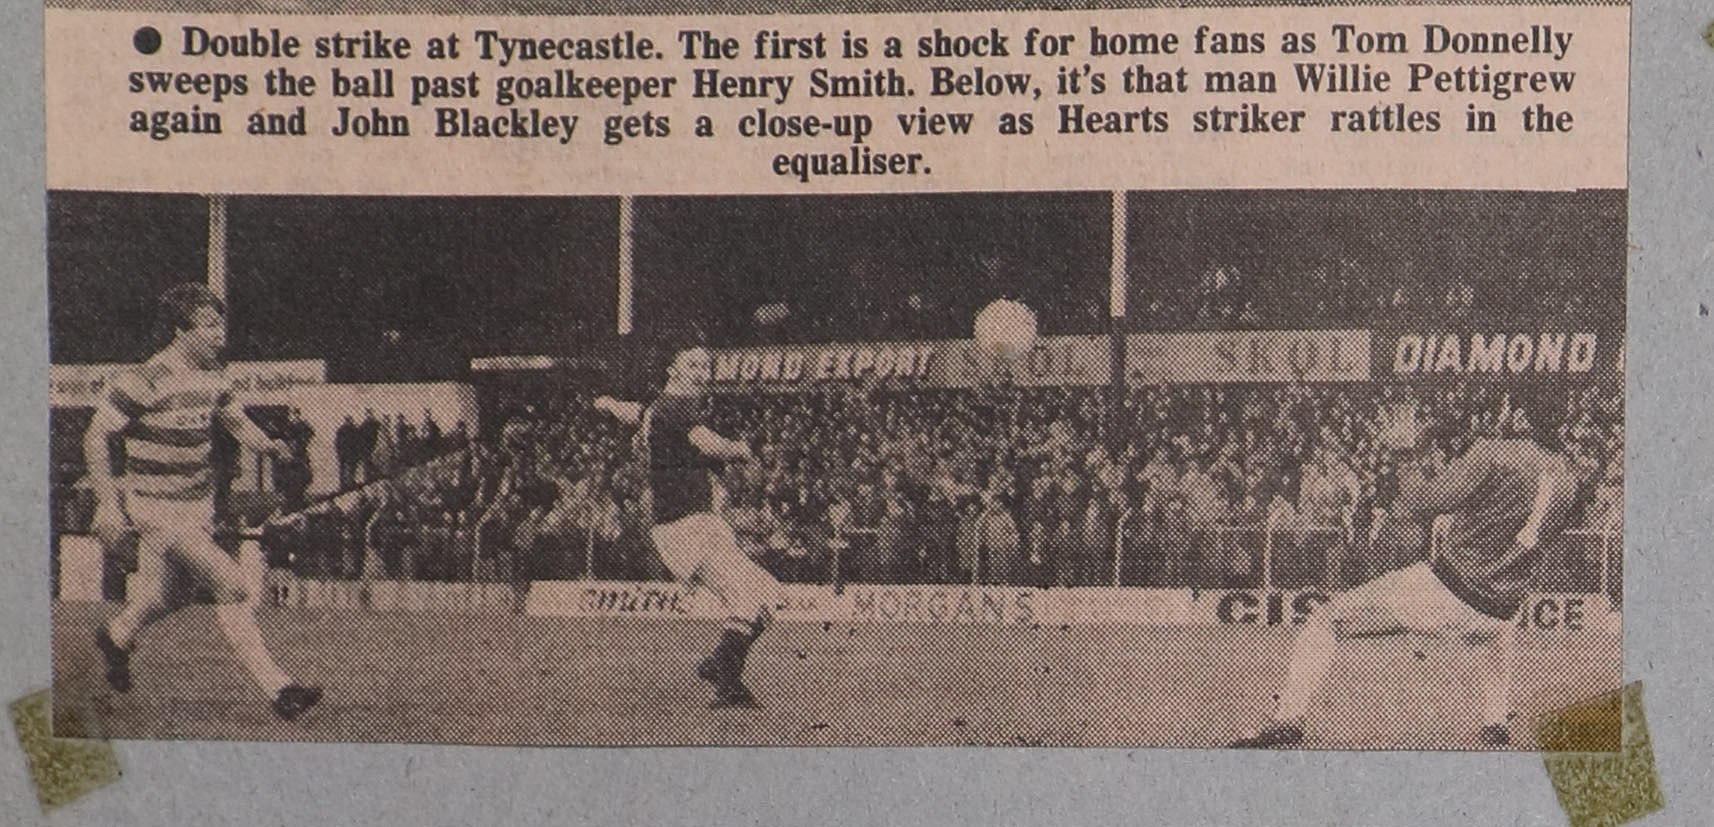 ● Double strike at Tynecastle. The first is a shock for home fans as Tom Donnelly
sweeps the ball past goalkeeper Henry Smith. Below, it's that man Willie Pettigrew
again and John Blackley gets a close-up view as Hearts striker rattles in the
equaliser.
MOND EXPORT SKOL SKOL DIAMOND
smiths MORGANS CIS ICE